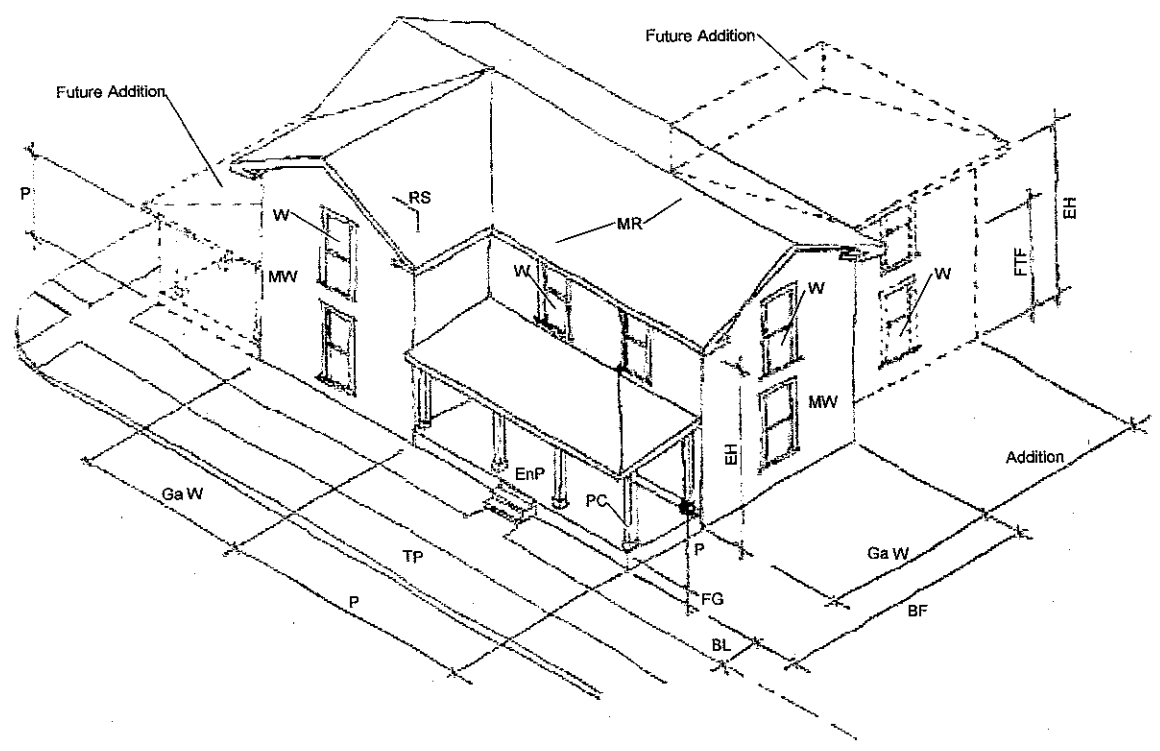 Future Addition
Future Addition
P
RS
W
MR
EH
FTF
MW
W
W
W
MW
EH
Addition
EnP
PC
Ga W
P
Ga W
TP
FG
BF
P
BL